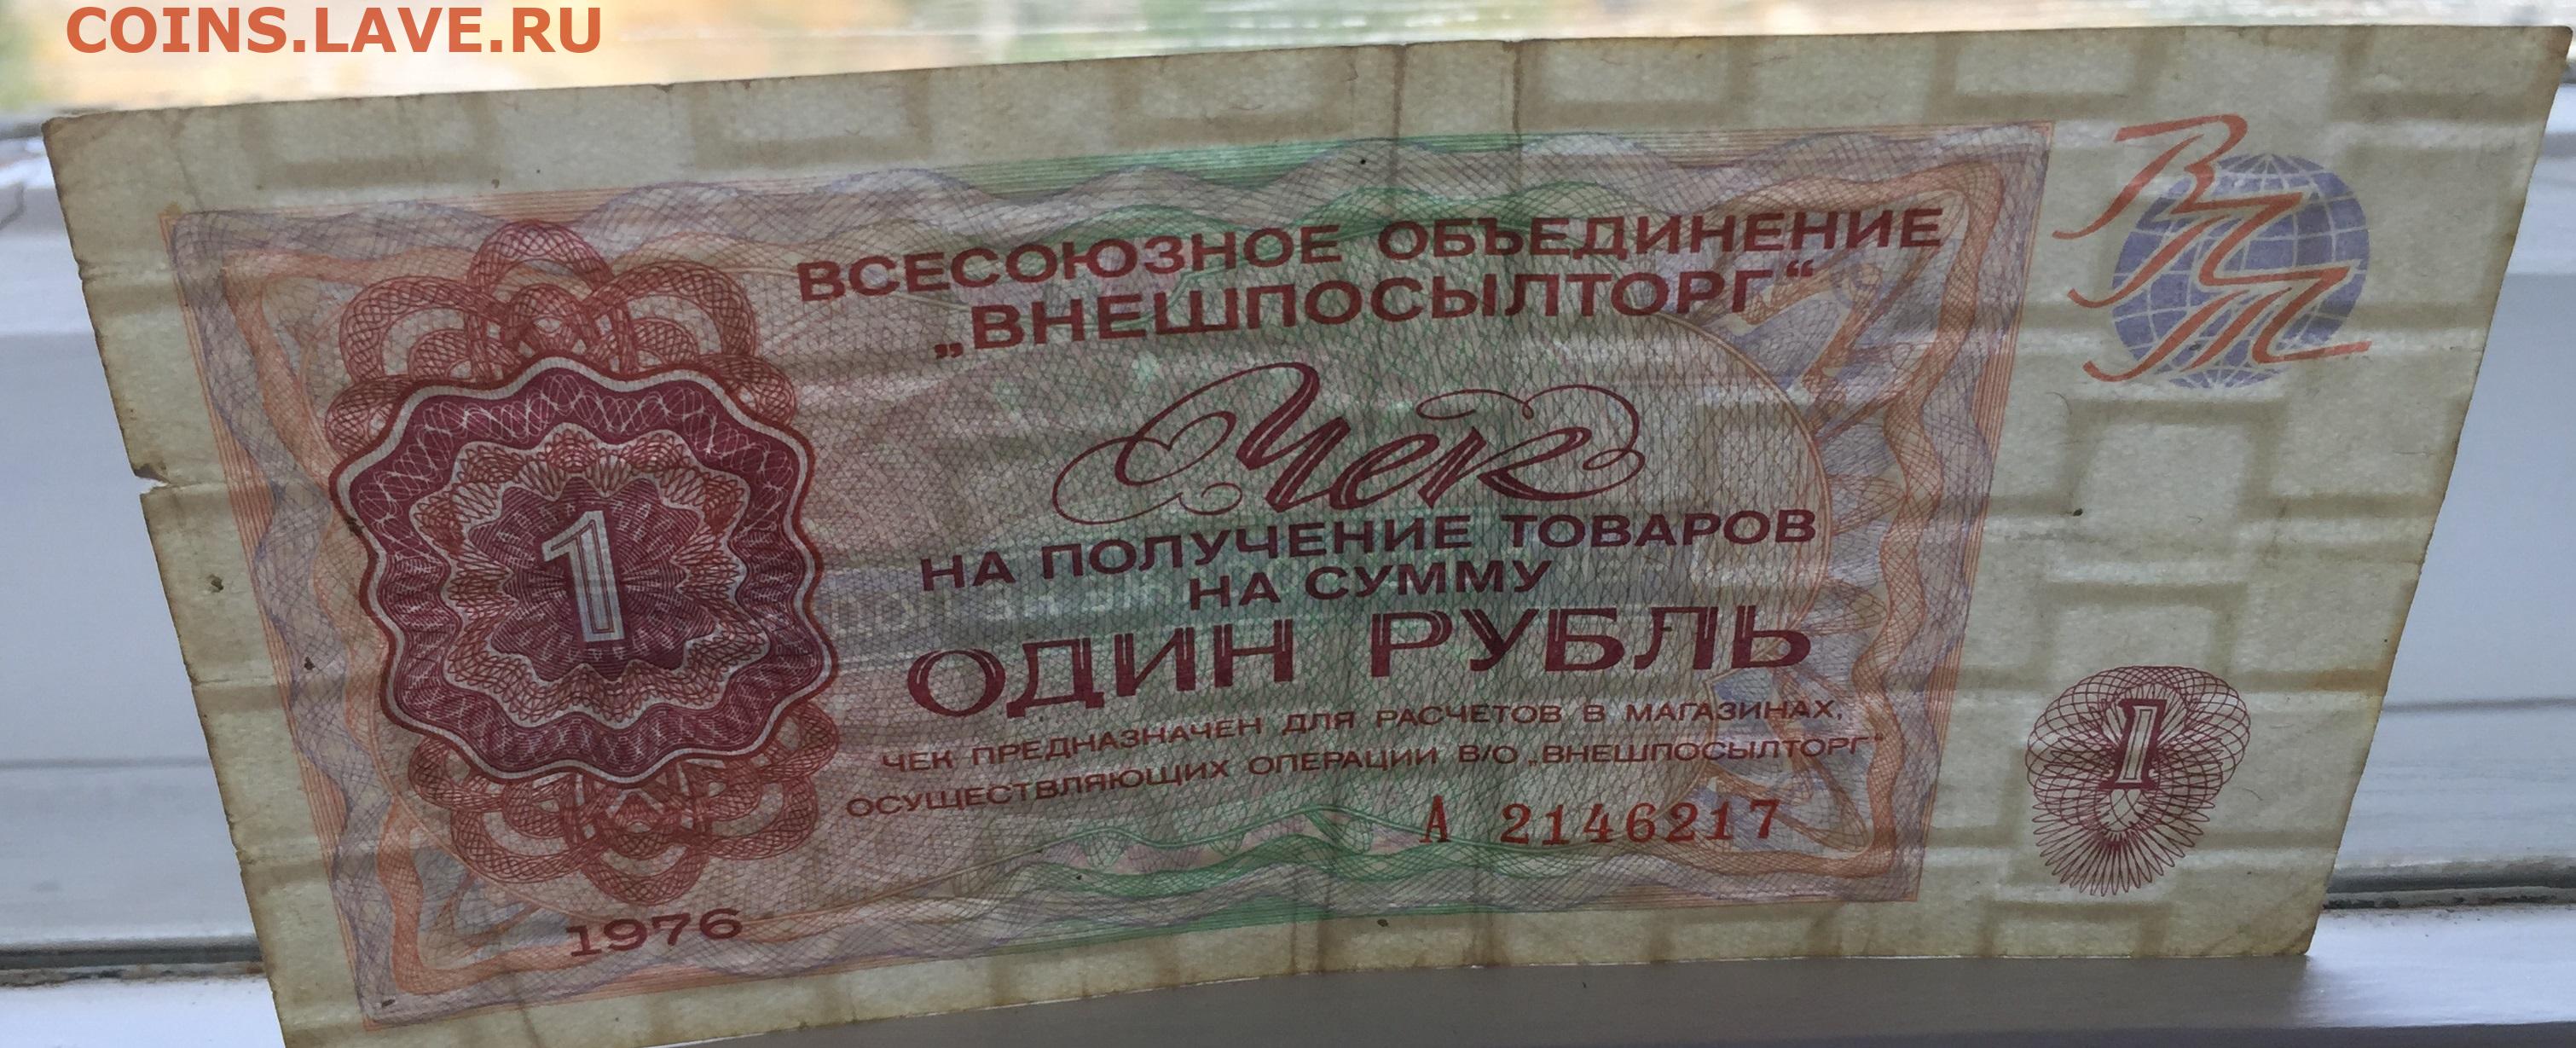 COINS.LAVE.RU
ВПТ
ВСЕСОЮЗНОЕ ОБЪЕДИНЕНИЕ
„ВНЕШПОСЫЛТОРГ“
Чек
НА ПОЛУЧЕНИЕ ТОВАРОВ
НА СУММУ
1
ОДИН РУБЛЬ
ЧЕК ПРЕДНАЗНАЧЕН ДЛЯ РАСЧЕТОВ В МАГАЗИНАХ,
ОСУЩЕСТВЛЯЮЩИХ ОПЕРАЦИИ В/О „ВНЕШПОСЫЛТОРГ“
1
А 2146217
1976